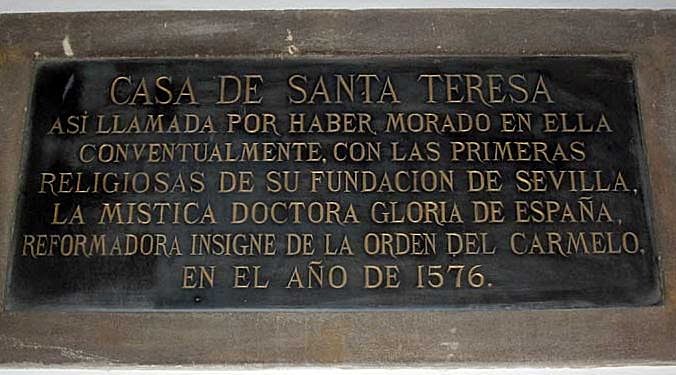 CASA DE SANTA TERESA
ASÍ LLAMADA POR HABER MORADO EN ELLA
CONVENTUALMENTE, CON LAS PRIMERAS
RELIGIOSAS DE SU FUNDACION DE SEVILLA,
LA MISTICA DOCTORA GLORIA DE ESPAÑA,
REFORMADORA INSIGNE DE LA ORDEN DEL CARMELO,
EN EL AÑO DE 1576.